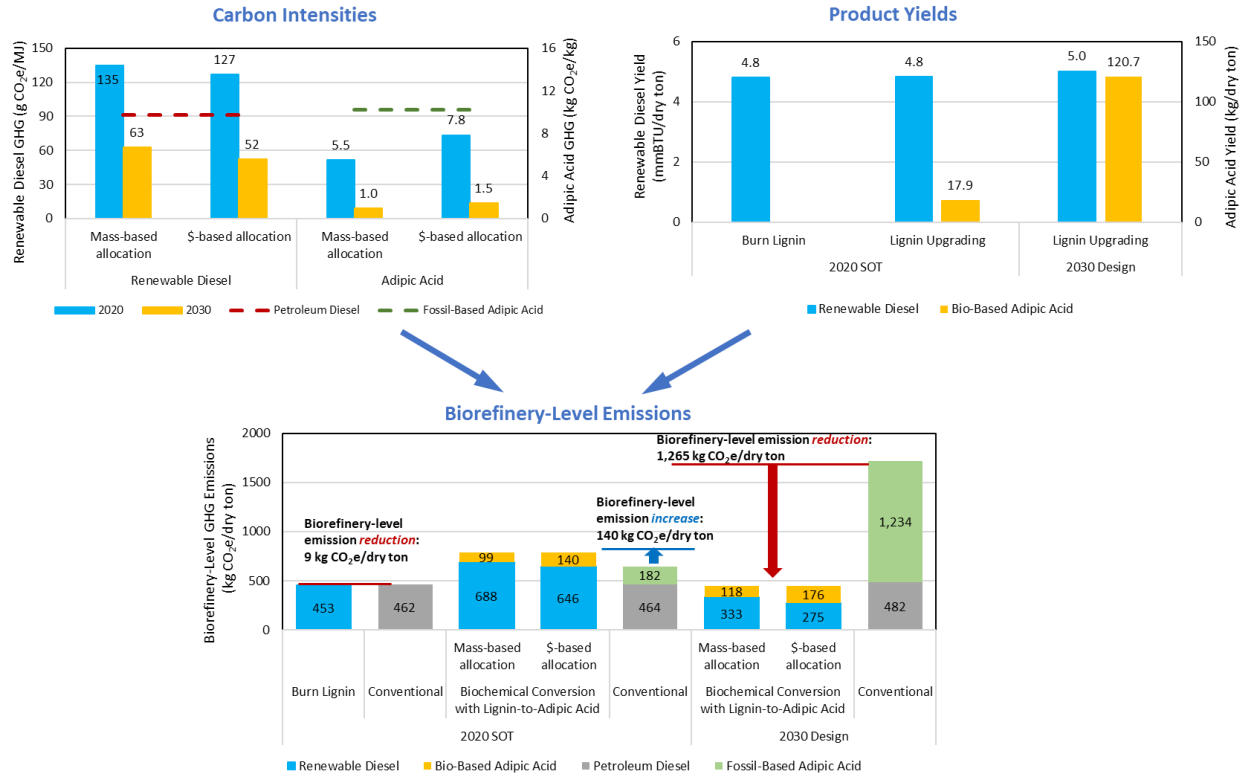 Carbon Intensities
Renewable Diesel GHG (g CO₂e/MJ)
150
120
90
60
30
0
135
63
127
52
5.5
1.0
7.8
1.5
16
12
8
4
0
Adipic Acid GHG (kg CO₂e/kg)
Mass-based
allocation
$-based allocation
Mass-based
allocation
$-based allocation
Renewable Diesel
Adipic Acid
2020
2030
Petroleum Diesel
Fossil-Based Adipic Acid
Product Yields
Renewable Diesel Yield
(mmBTU/dry ton)
6
4
2
0
4.8
4.8
17.9
5.0
120.7
150
100
50
0
Adipic Acid Yield (kg/dry ton)
Burn Lignin
Lignin Upgrading
Lignin Upgrading
2020 SOT
2030 Design
Renewable Diesel
Bio-Based Adipic Acid
Biorefinery-Level Emissions
Biorefinery-Level GHG Emissions
(kg CO₂e/dry ton)
2000
1500
1000
500
0
Biorefinery-level
emission reduction:
9 kg CO₂e/dry ton
Biorefinery-level
emission increase:
140 kg CO₂e/dry ton
Biorefinery-level emission reduction:
1,265 kg CO₂e/dry ton
453
462
99
688
140
646
182
464
118
333
176
275
1,234
482
Mass-based
allocation
$-based
allocation
Mass-based
allocation
$-based
allocation
Burn Lignin
Conventional
Biochemical Conversion
with Lignin-to-Adipic Acid
Conventional
Biochemical Conversion
with Lignin-to-Adipic Acid
Conventional
2020 SOT
2030 Design
Renewable Diesel
Bio-Based Adipic Acid
Petroleum Diesel
Fossil-Based Adipic Acid